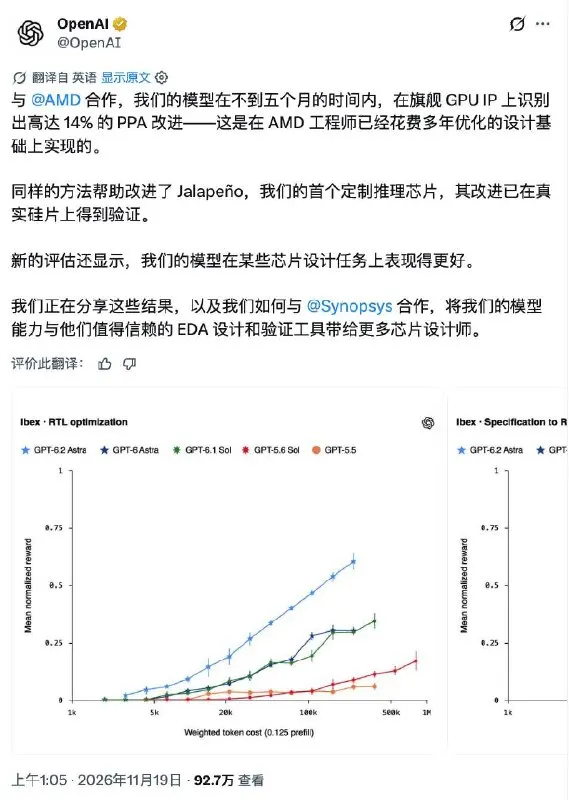 OpenAI
@OpenAI
翻译自 英语 显示原文
与 @AMD 合作，我们的模型在不到五个月的时间内，在旗舰 GPU IP 上识别
出高达 14% 的 PPA 改进——这是在 AMD 工程师已经花费多年优化的设计基
础上实现的。
同样的方法帮助改进了 Jalapeño，我们的首个定制推理芯片，其改进已在真
实硅片上得到验证。
新的评估还显示，我们的模型在某些芯片设计任务上表现得更好。
我们正在分享这些结果，以及我们如何与 @Synopsys 合作，将我们的模型
能力与他们值得信赖的 EDA 设计和验证工具带给更多芯片设计师。
评价此翻译：
Ibex · RTL optimization
GPT-6.2 Astra GPT-6 Astra GPT-6.1 Sol GPT-5.6 Sol GPT-5.5
1
0.75
0.5
0.25
0
Mean normalized reward
1k 5k 20k 100k 500k 1M
Weighted token cost (0.125 prefill)
Ibex · Specification to R
GPT-6.2 Astra GPT-
1
0.75
0.5
0.25
0
Mean normalized reward
1k
上午1:05 · 2026年11月19日 · 92.7万 查看